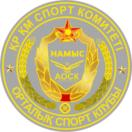 ҚР ҚМ СПОРТ КОМИТЕТІ
НАМЫС
АОСК
ОРТАЛЫҚ СПОРТ КЛУБЫ